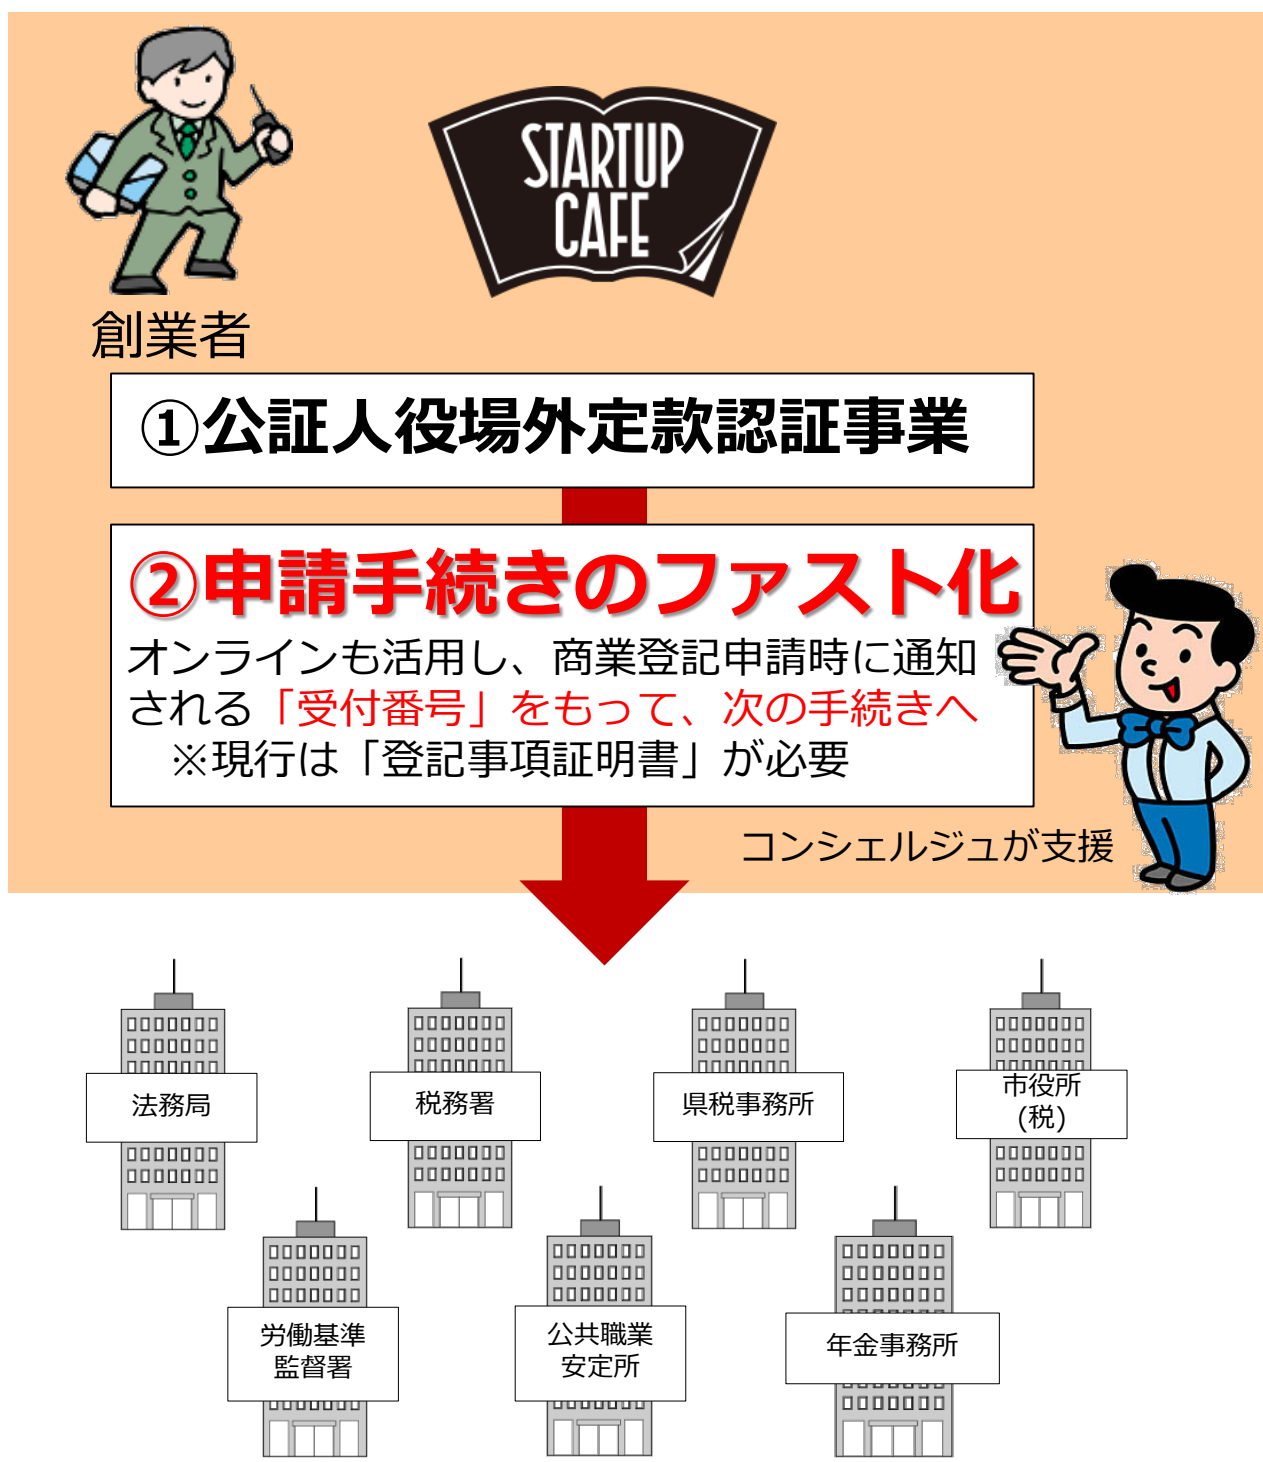 STARTUP
CAFE
創業者
①公証人役場外定款認証事業
②申請手続きのファスト化
オンラインも活用し、商業登記申請時に通知
される「受付番号」をもって、次の手続きへ
※現行は「登記事項証明書」が必要
コンシェルジュが支援
法務局
税務署
県税事務所
市役所
(税)
労働基準
監督署
公共職業
安定所
年金事務所